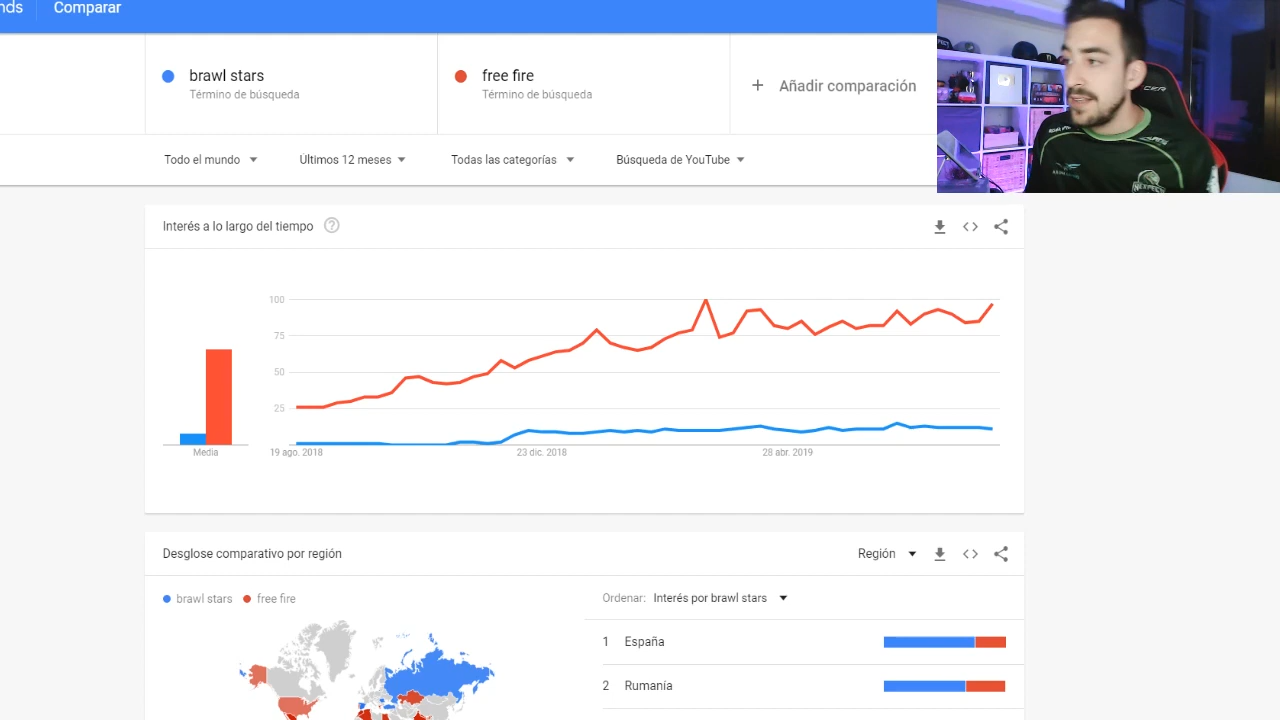 nds Comparar
brawl stars
Término de búsqueda
free fire
Término de búsqueda
+ Añadir comparación
Todo el mundo
Últimos 12 meses
Todas las categorías
Búsqueda de YouTube
Interés a lo largo del tiempo
100
75
50
25
Media
19 ago. 2018
23 dic. 2018
28 abr. 2019
Desglose comparativo por región
Región
brawl stars
free fire
Ordenar: Interés por brawl stars
1 España
2 Rumanía